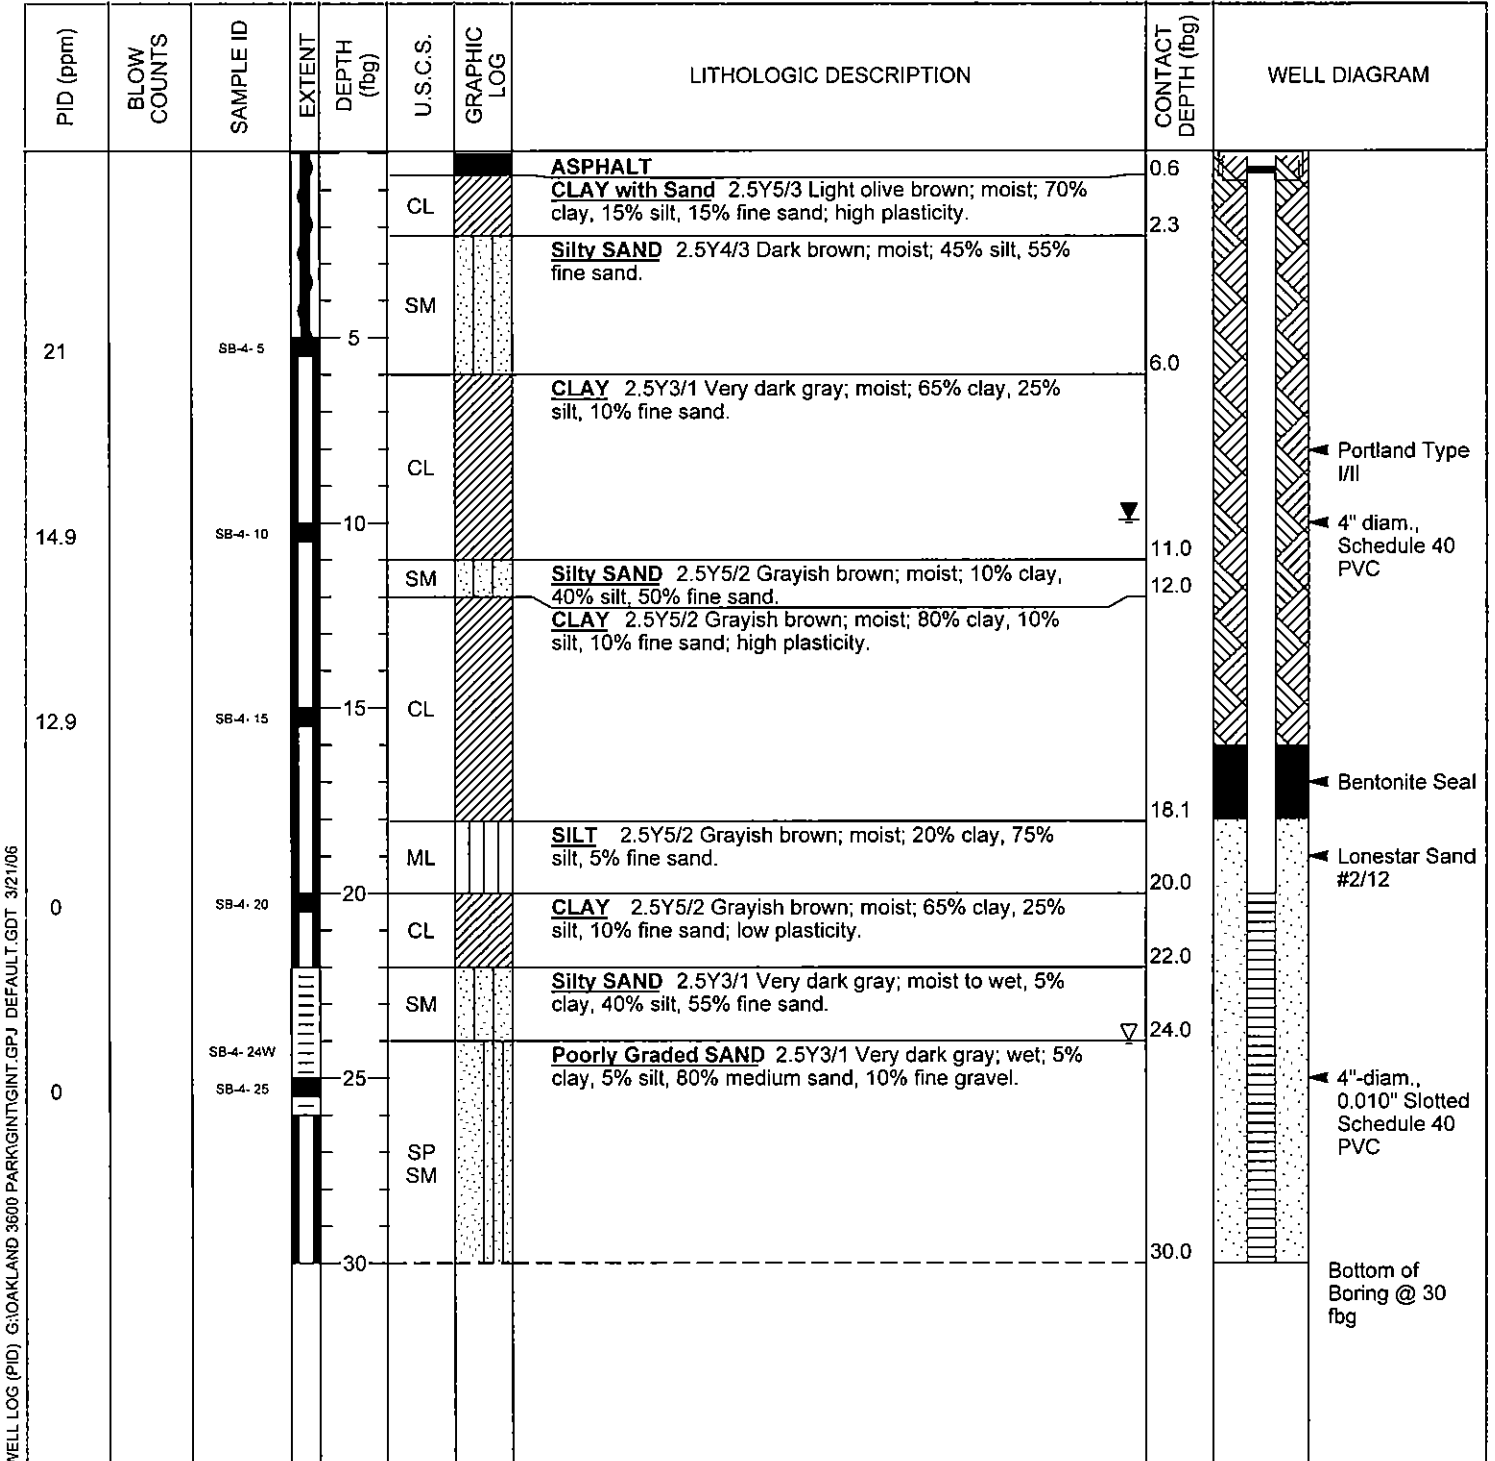 PID (ppm)
BLOW
COUNTS
SAMPLE ID
EXTENT
DEPTH
(fbg)
U.S.C.S.
GRAPHIC
LOG
LITHOLOGIC DESCRIPTION
CONTACT
DEPTH (fbg)
WELL DIAGRAM
ASPHALT
0.6
CL
CLAY with Sand 2.5Y5/3 Light olive brown; moist; 70%
clay, 15% silt, 15% fine sand; high plasticity.
2.3
SM
Silty SAND 2.5Y4/3 Dark brown; moist; 45% silt, 55%
fine sand.
21
SB-4- 5
5
6.0
CL
CLAY 2.5Y3/1 Very dark gray; moist; 65% clay, 25%
silt, 10% fine sand.
Portland Type
I/II
14.9
SB-4- 10
10
4" diam.,
Schedule 40
PVC
11.0
SM
Silty SAND 2.5Y5/2 Grayish brown; moist; 10% clay,
40% silt, 50% fine sand.
12.0
CLAY 2.5Y5/2 Grayish brown; moist; 80% clay, 10%
silt, 10% fine sand; high plasticity.
12.9
SB-4- 15
15
CL
Bentonite Seal
18.1
ML
SILT 2.5Y5/2 Grayish brown; moist; 20% clay, 75%
silt, 5% fine sand.
Lonestar Sand
#2/12
20.0
0
SB-4- 20
20
CL
CLAY 2.5Y5/2 Grayish brown; moist; 65% clay, 25%
silt, 10% fine sand; low plasticity.
22.0
SM
Silty SAND 2.5Y3/1 Very dark gray; moist to wet, 5%
clay, 40% silt, 55% fine sand.
24.0
SB-4- 24W
Poorly Graded SAND 2.5Y3/1 Very dark gray; wet; 5%
clay, 5% silt, 80% medium sand, 10% fine gravel.
0
SB-4- 25
25
4"-diam.,
0.010" Slotted
Schedule 40
PVC
SP
SM
30
30.0
Bottom of
Boring @ 30
fbg
WELL LOG (PID) G:\OAKLAND 3600 PARK\GINT\GINT.GPJ DEFAULT.GDT 3/21/06